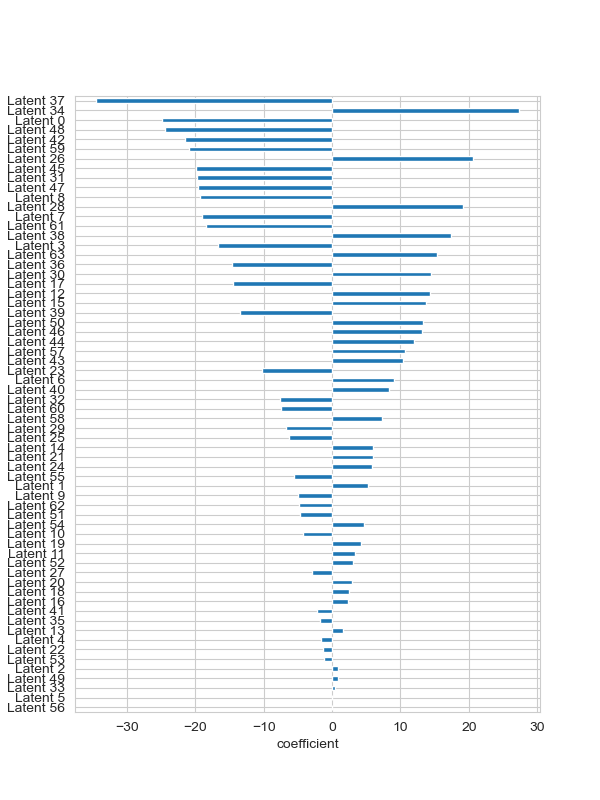 Latent 37
Latent 34
Latent 0
Latent 48
Latent 42
Latent 59
Latent 26
Latent 45
Latent 31
Latent 47
Latent 8
Latent 28
Latent 7
Latent 61
Latent 38
Latent 3
Latent 63
Latent 36
Latent 30
Latent 17
Latent 12
Latent 15
Latent 39
Latent 50
Latent 46
Latent 44
Latent 57
Latent 43
Latent 23
Latent 6
Latent 40
Latent 32
Latent 60
Latent 58
Latent 29
Latent 25
Latent 14
Latent 21
Latent 24
Latent 55
Latent 1
Latent 9
Latent 62
Latent 51
Latent 54
Latent 10
Latent 19
Latent 11
Latent 52
Latent 27
Latent 20
Latent 18
Latent 16
Latent 41
Latent 35
Latent 13
Latent 4
Latent 22
Latent 53
Latent 2
Latent 49
Latent 33
Latent 5
Latent 56
−30 −20 −10 0 10 20 30
coefficient